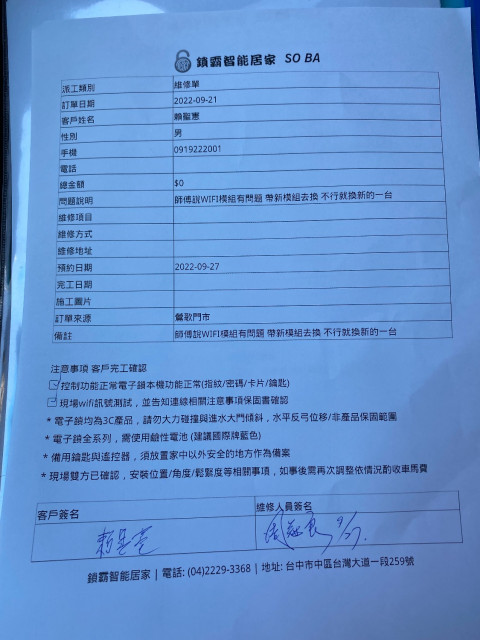 鎖霸智能居家 SO BA
派工類別 維修單
訂單日期 2022-09-21
客戶姓名 賴聖憲
性別 男
手機 0919222001
電話
總金額 $0
問題說明 師傅說WIFI模組有問題 帶新模組去換 不行就換新的一台
維修項目
維修方式
維修地址
預約日期 2022-09-27
完工日期
施工圖片
訂單來源 鶯歌門市
備註 師傅說WIFI模組有問題 帶新模組去換 不行就換新的一台
注意事項 客戶完工確認
控制功能正常電子鎖本機功能正常(指紋/密碼/卡片/鑰匙)
現場wifi訊號測試，並告知連線相關注意事項保固書確認
* 電子鎖均為3C產品，請勿大力碰撞與進水大門傾斜，水平反弓位移/非產品保固範圍
* 電子鎖全系列，需使用鹼性電池 (建議國際牌藍色)
* 備用鑰匙與遙控器，須放置家中以外安全的地方作為備案
* 現場雙方已確認，安裝位置/角度/鬆緊度等相關事項，如事後需再次調整依情況酌收車馬費
客戶簽名 維修人員簽名
9/27.
鎖霸智能居家 | 電話: (04)2229-3368 | 地址: 台中市中區台灣大道一段259號